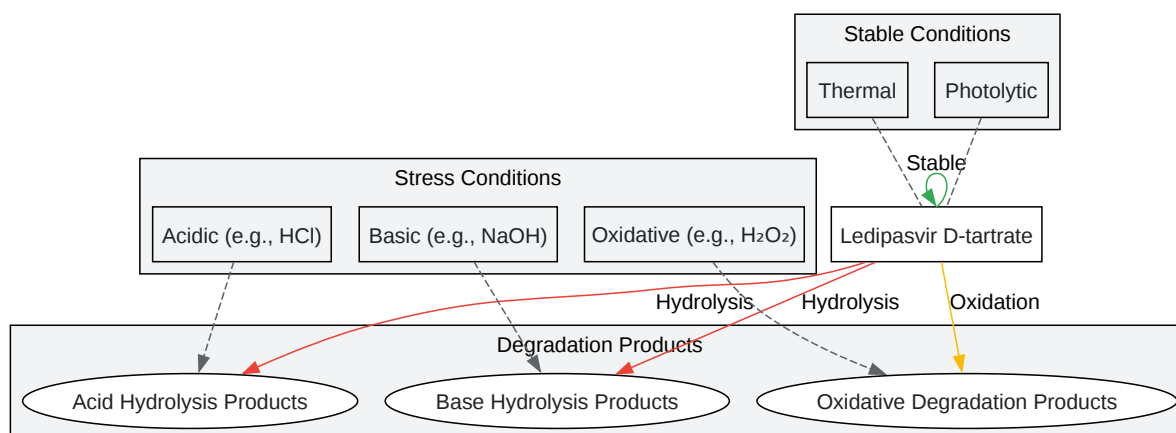 Stable Conditions
Thermal
Photolytic
Stable
Stress Conditions
Acidic (e.g., HCl)
Basic (e.g., NaOH)
Oxidative (e.g., H₂O₂)
Ledipasvir D-tartrate
Hydrolysis
Hydrolysis
Oxidation
Degradation Products
Acid Hydrolysis Products
Base Hydrolysis Products
Oxidative Degradation Products